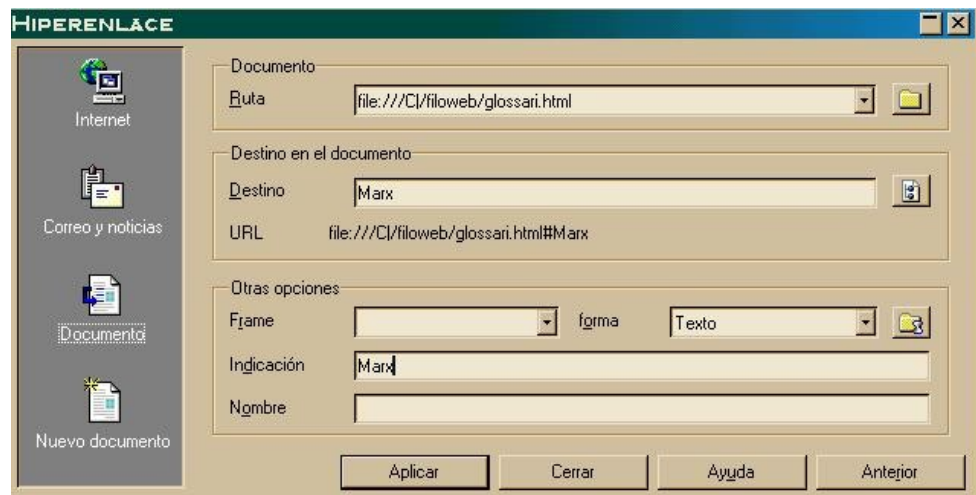 HIPERENLACE
Internet
Correo y noticias
Documento
Nuevo documento
Documento
Ruta file:///C|/filoweb/glossari.html
Destino en el documento
Destino Marx
URL file:///C|/filoweb/glossari.html#Marx
Otras opciones
Frame forma Texto
Indicación Marx
Nombre
Aplicar Cerrar Ayuda Anterior